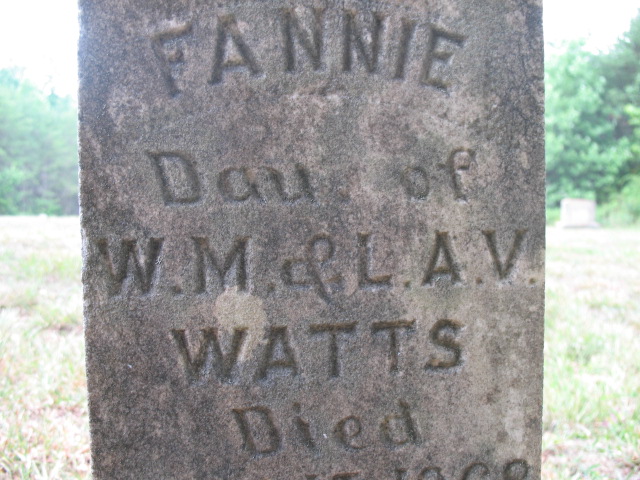 FANNIE
Dau of
W.M. & L.A.V.
WATTS
Died